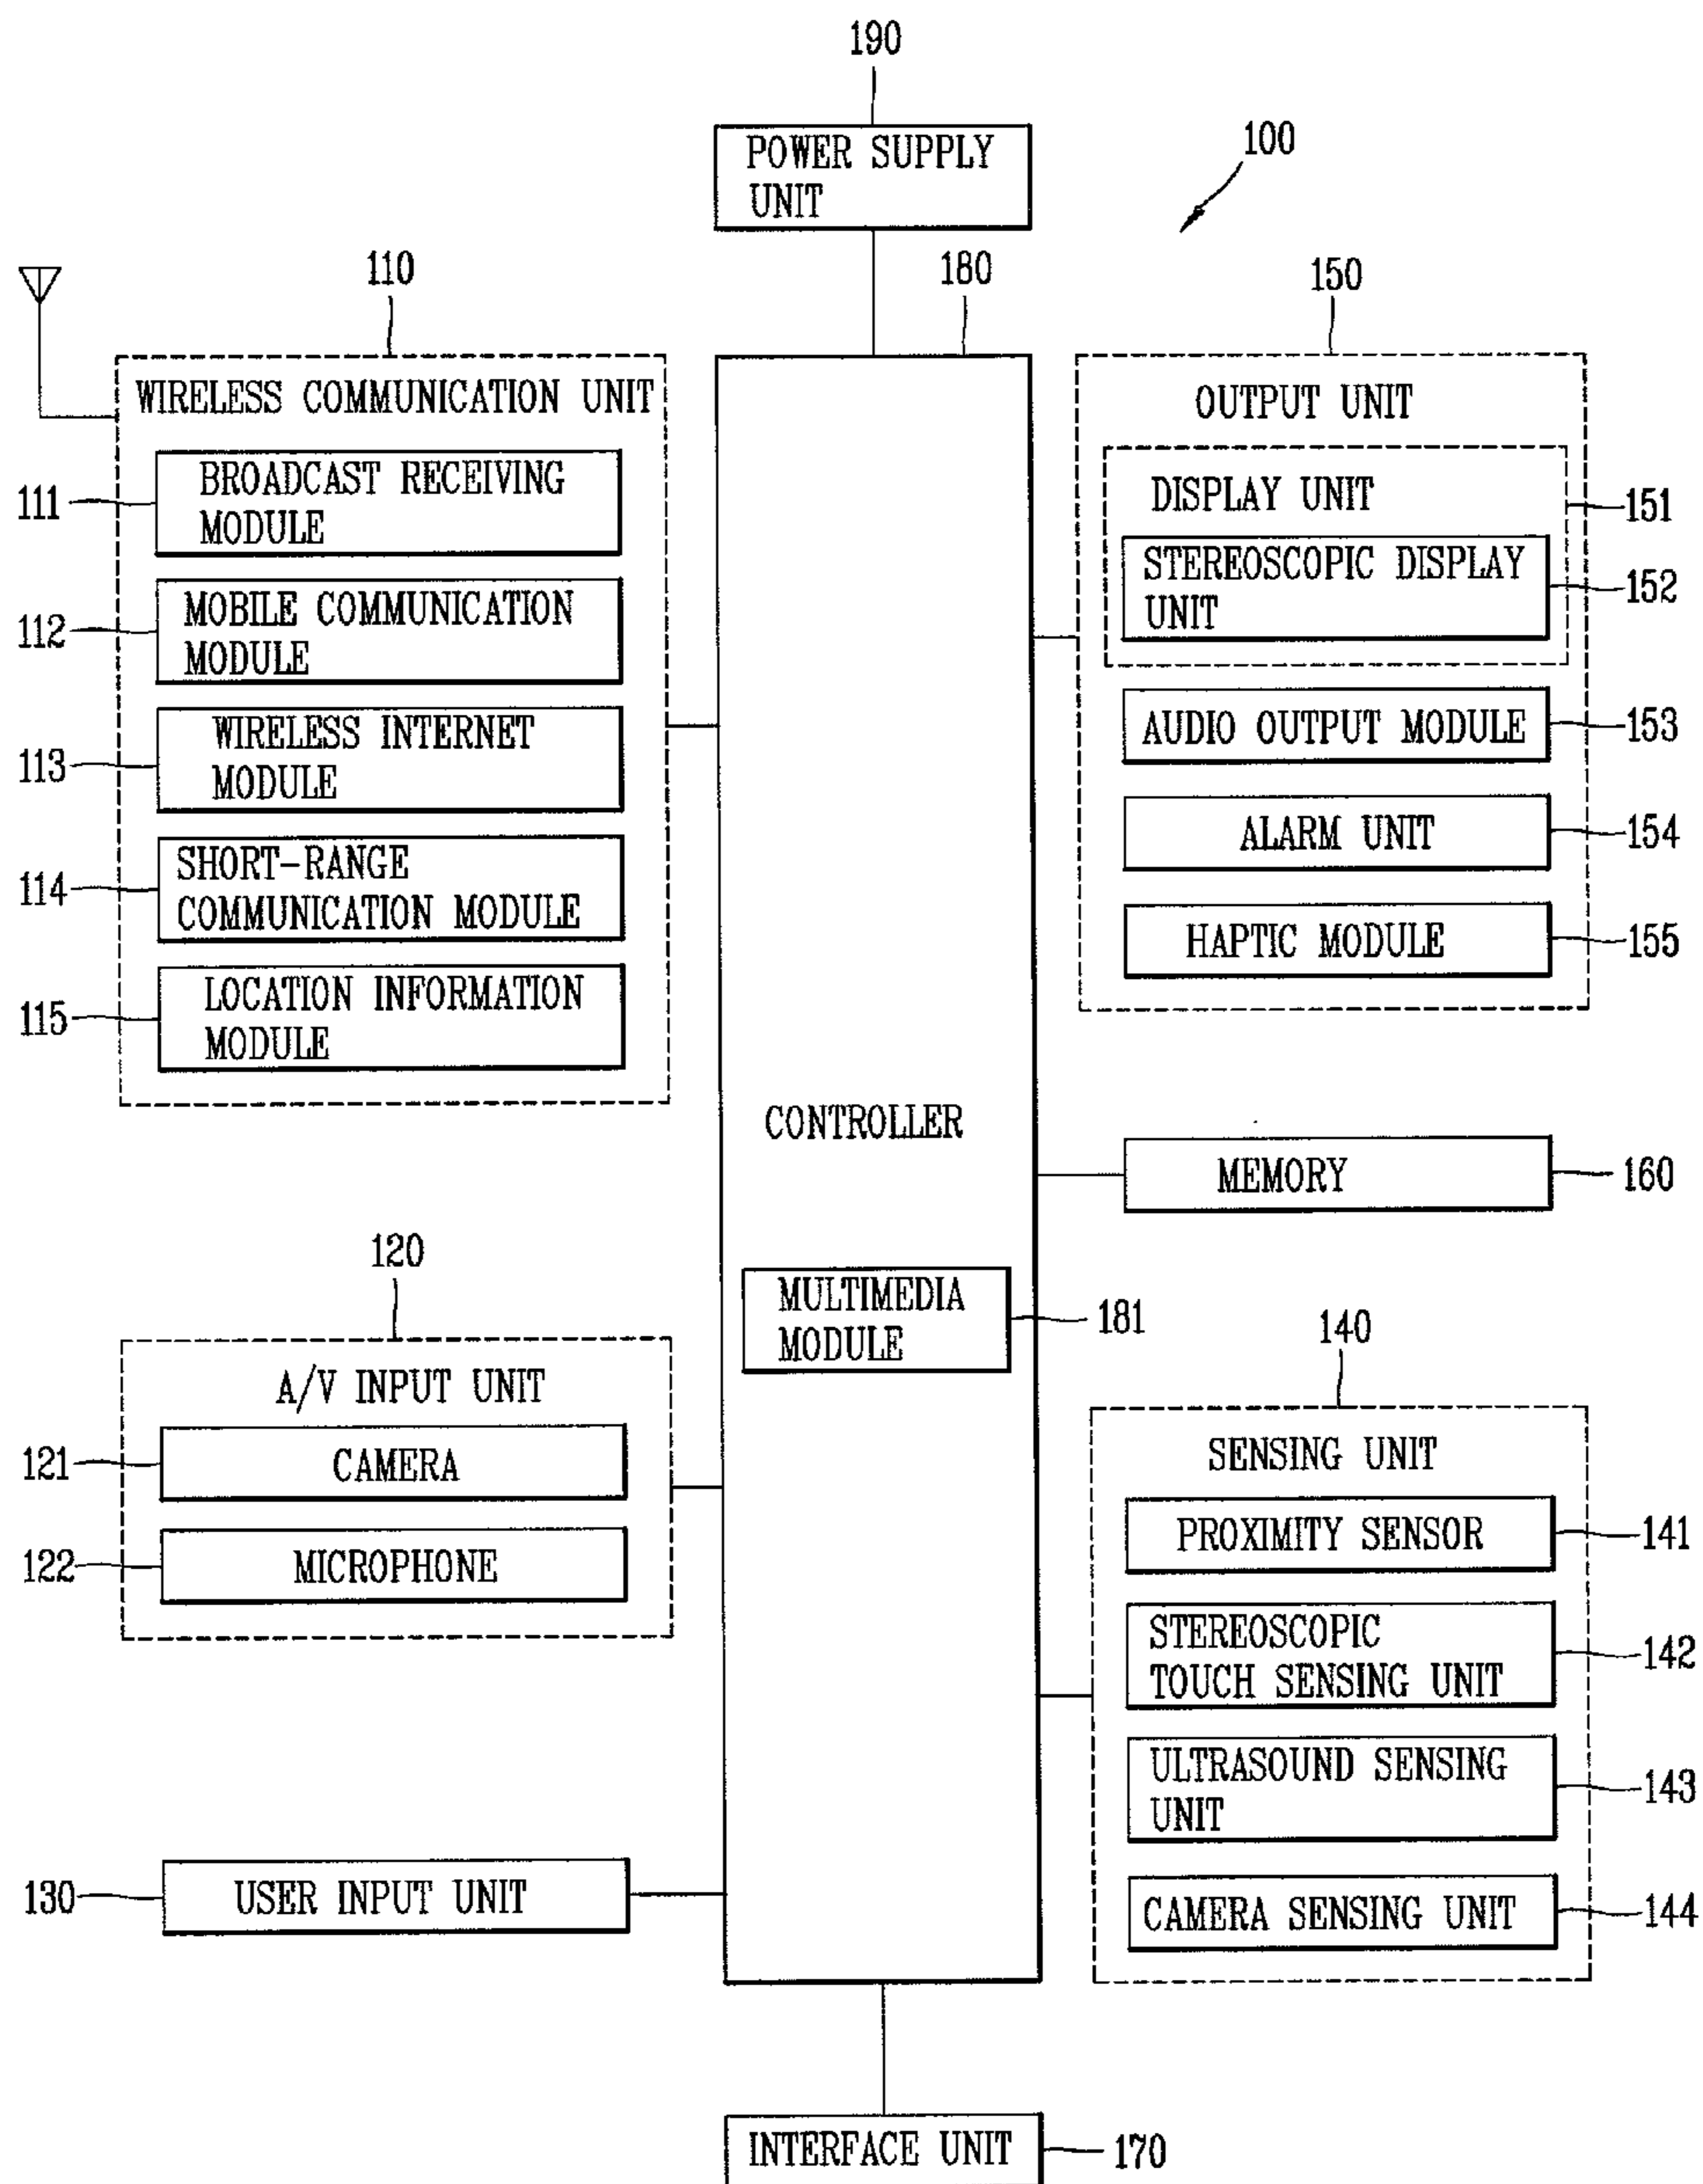 190
POWER SUPPLY
UNIT
100
110
180
150
WIRELESS COMMUNICATION UNIT
111
BROADCAST RECEIVING
MODULE
112
MOBILE COMMUNICATION
MODULE
113
WIRELESS INTERNET
MODULE
114
SHORT-RANGE
COMMUNICATION MODULE
115
LOCATION INFORMATION
MODULE
OUTPUT UNIT
DISPLAY UNIT
151
STEREOSCOPIC DISPLAY
UNIT
152
AUDIO OUTPUT MODULE
153
ALARM UNIT
154
HAPTIC MODULE
155
CONTROLLER
MEMORY
160
MULTIMEDIA
MODULE
181
120
A/V INPUT UNIT
121
CAMERA
122
MICROPHONE
140
SENSING UNIT
PROXIMITY SENSOR
141
STEREOSCOPIC
TOUCH SENSING UNIT
142
ULTRASOUND SENSING
UNIT
143
CAMERA SENSING UNIT
144
130
USER INPUT UNIT
INTERFACE UNIT
170